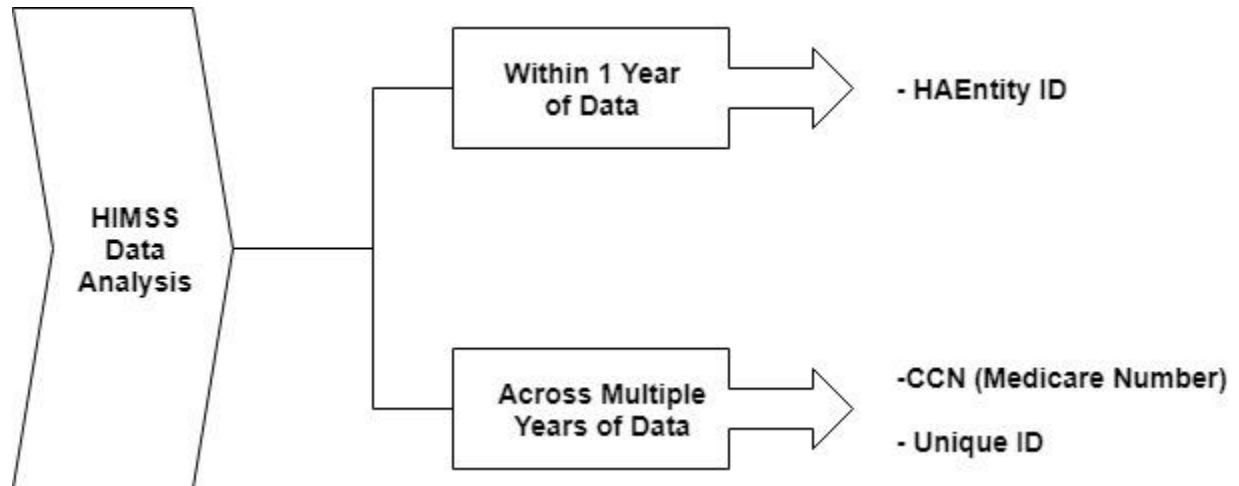 HIMSS
Data
Analysis
Within 1 Year
of Data
- HAEntity ID
Across Multiple
Years of Data
-CCN (Medicare Number)
- Unique ID